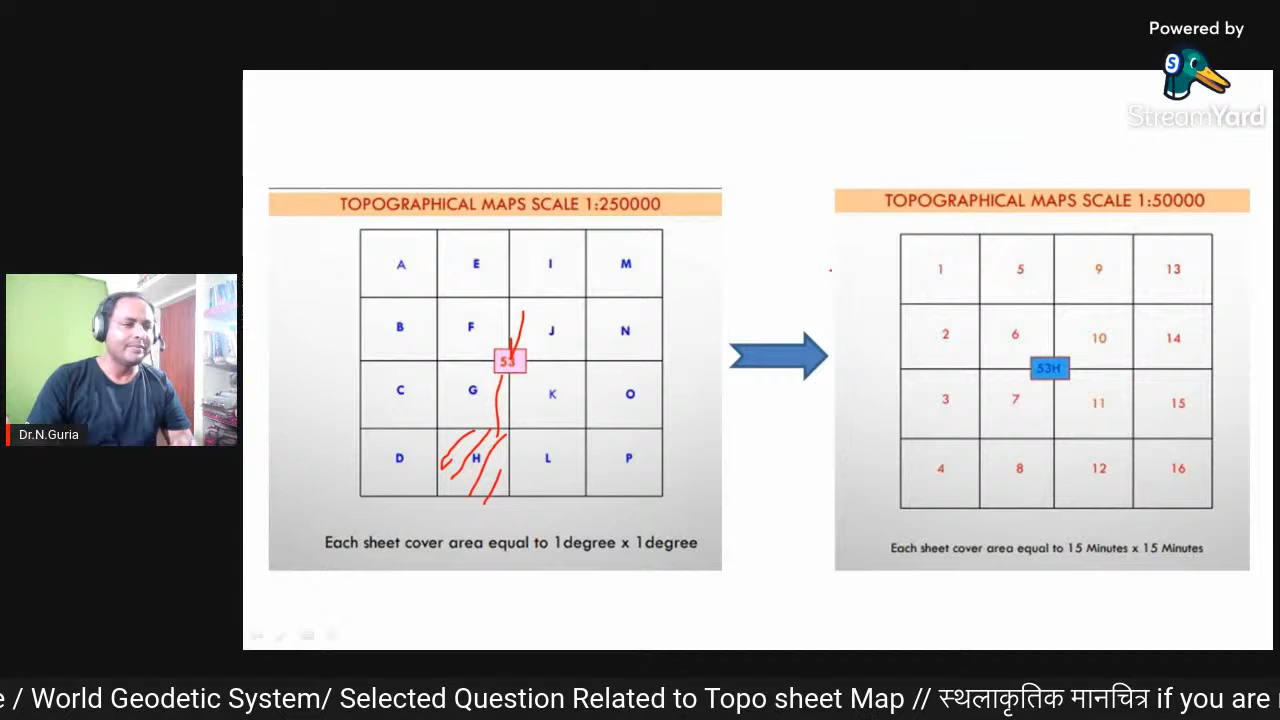 Powered by
StreamYard
S
TOPOGRAPHICAL MAPS SCALE 1:250000
A E I M
B F J N
53
C G K O
D H L P
Each sheet cover area equal to 1degree x 1degree
TOPOGRAPHICAL MAPS SCALE 1:50000
1 5 9 13
2 6 10 14
53H
3 7 11 15
4 8 12 16
Each sheet cover area equal to 15 Minutes x 15 Minutes
Dr.N.Guria
e / World Geodetic System/ Selected Question Related to Topo sheet Map // स्थलाकृतिक मानचित्र if you are